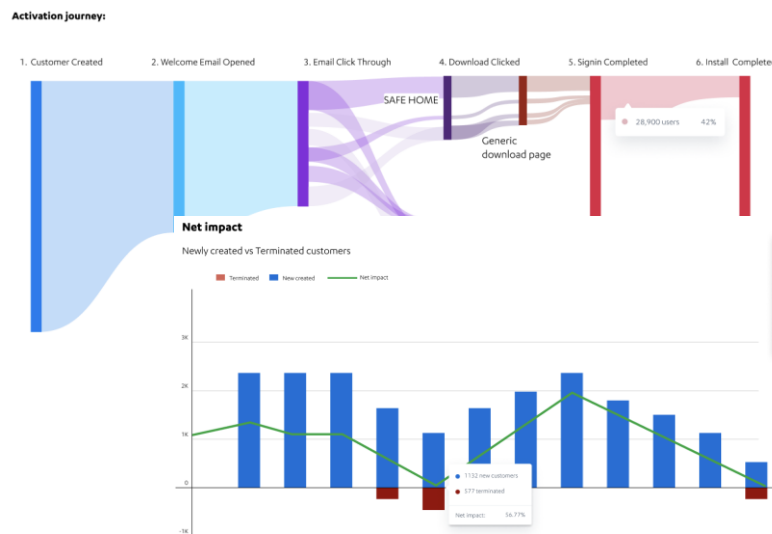 Activation journey:
1. Customer Created
2. Welcome Email Opened
3. Email Click Through
4. Download Clicked
5. Signin Completed
6. Install Complete
SAFE HOME
Generic
download page
28,900 users 42%
Net impact
Newly created vs Terminated customers
Terminated New created Net impact
3K
2K
1K
0
-1K
1132 new customers
577 terminated
Net impact: 56.77%